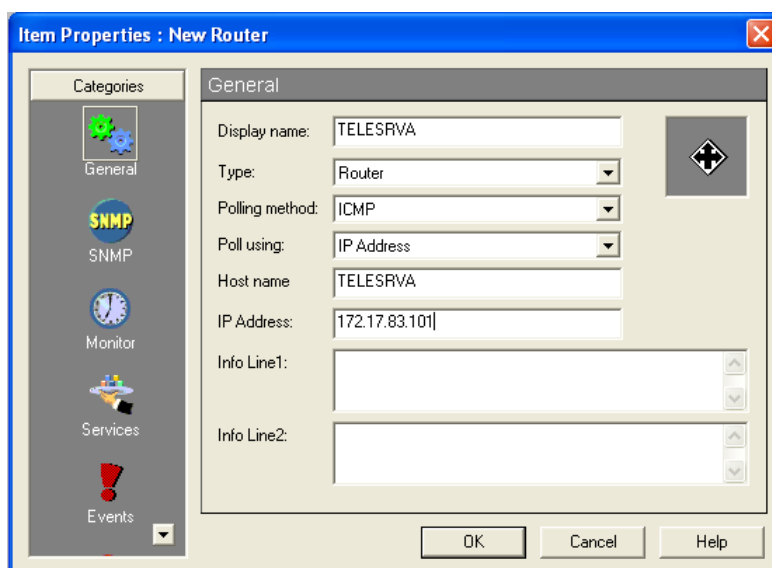 Item Properties : New Router
Categories
General
SNMP
SNMP
Monitor
Services
Events
General
Display name: TELESRVA
Type: Router
Polling method: ICMP
Poll using: IP Address
Host name TELESRVA
IP Address: 172.17.83.101
Info Line1:
Info Line2:
OK Cancel Help